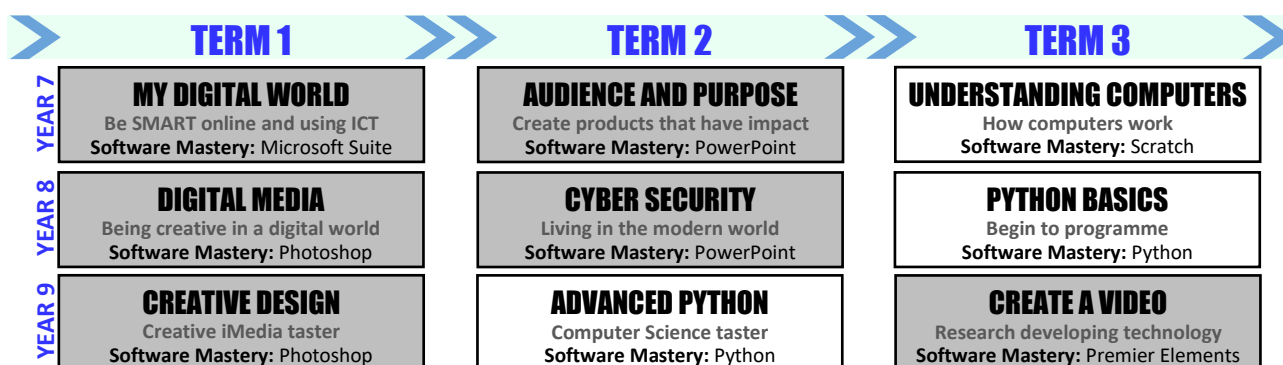 TERM 1
TERM 2
TERM 3
YEAR 7
MY DIGITAL WORLD
Be SMART online and using ICT
Software Mastery: Microsoft Suite
AUDIENCE AND PURPOSE
Create products that have impact
Software Mastery: PowerPoint
UNDERSTANDING COMPUTERS
How computers work
Software Mastery: Scratch
YEAR 8
DIGITAL MEDIA
Being creative in a digital world
Software Mastery: Photoshop
CYBER SECURITY
Living in the modern world
Software Mastery: PowerPoint
PYTHON BASICS
Begin to programme
Software Mastery: Python
YEAR 9
CREATIVE DESIGN
Creative iMedia taster
Software Mastery: Photoshop
ADVANCED PYTHON
Computer Science taster
Software Mastery: Python
CREATE A VIDEO
Research developing technology
Software Mastery: Premier Elements